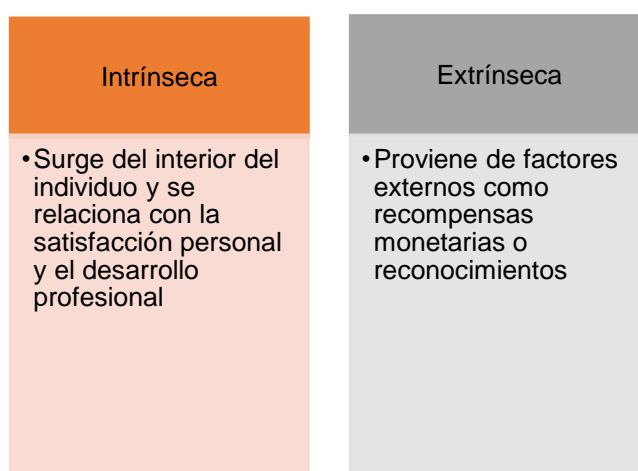 Intrínseca
•Surge del interior del
individuo y se
relaciona con la
satisfacción personal
y el desarrollo
profesional
Extrínseca
•Proviene de factores
externos como
recompensas
monetarias o
reconocimientos